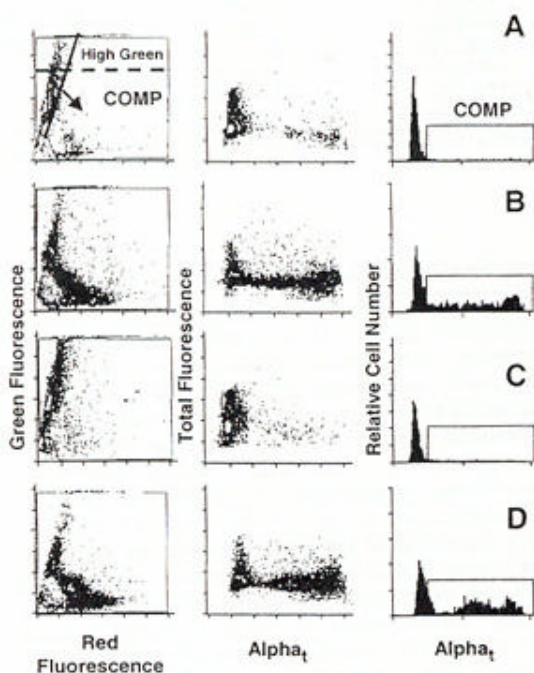 A
High Green
COMP
COMP
B
C
D
Green Fluorescence
Total Fluorescence
Relative Cell Number
Red
Fluorescence
Alphat
Alphat